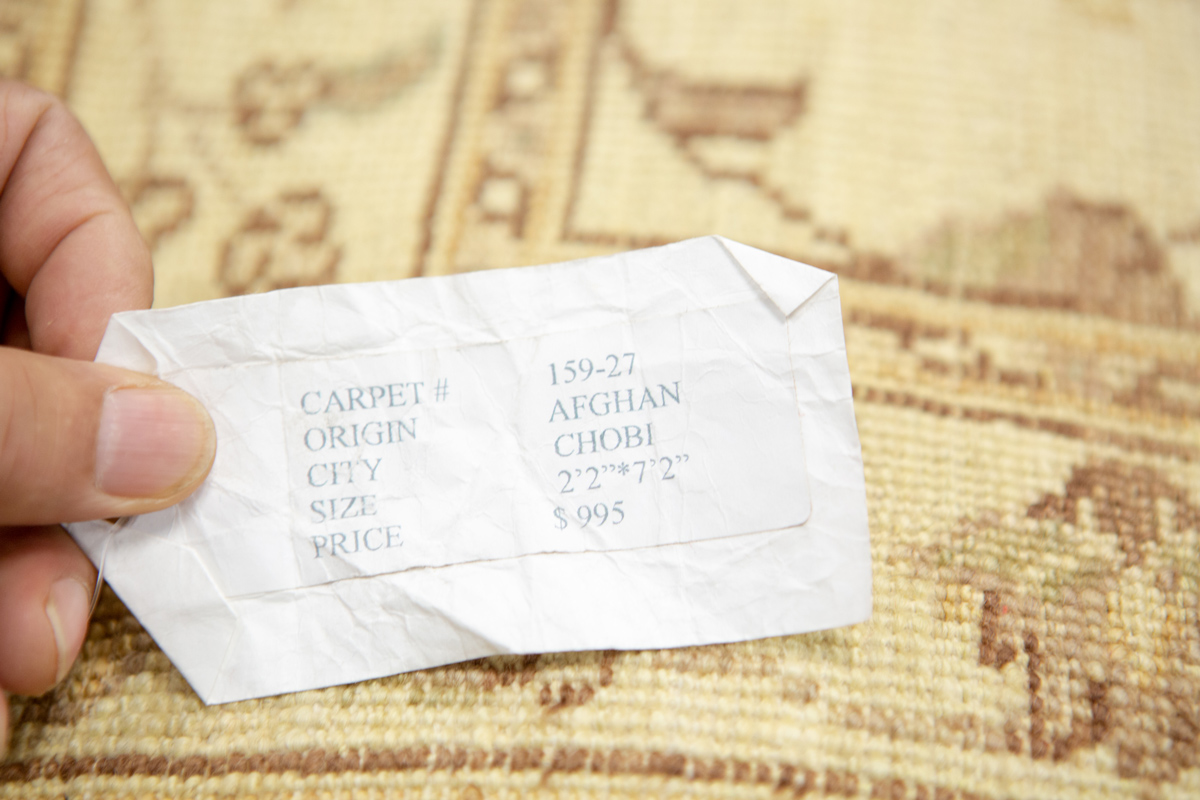 CARPET # 159-27
ORIGIN AFGHAN
CITY CHOBI
SIZE 2'2"*7'2"
PRICE $ 995